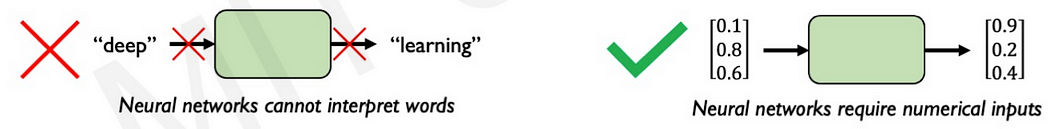 "deep" "learning"
[0.1 0.8 0.6] [0.9 0.2 0.4]
Neural networks cannot interpret words
Neural networks require numerical inputs